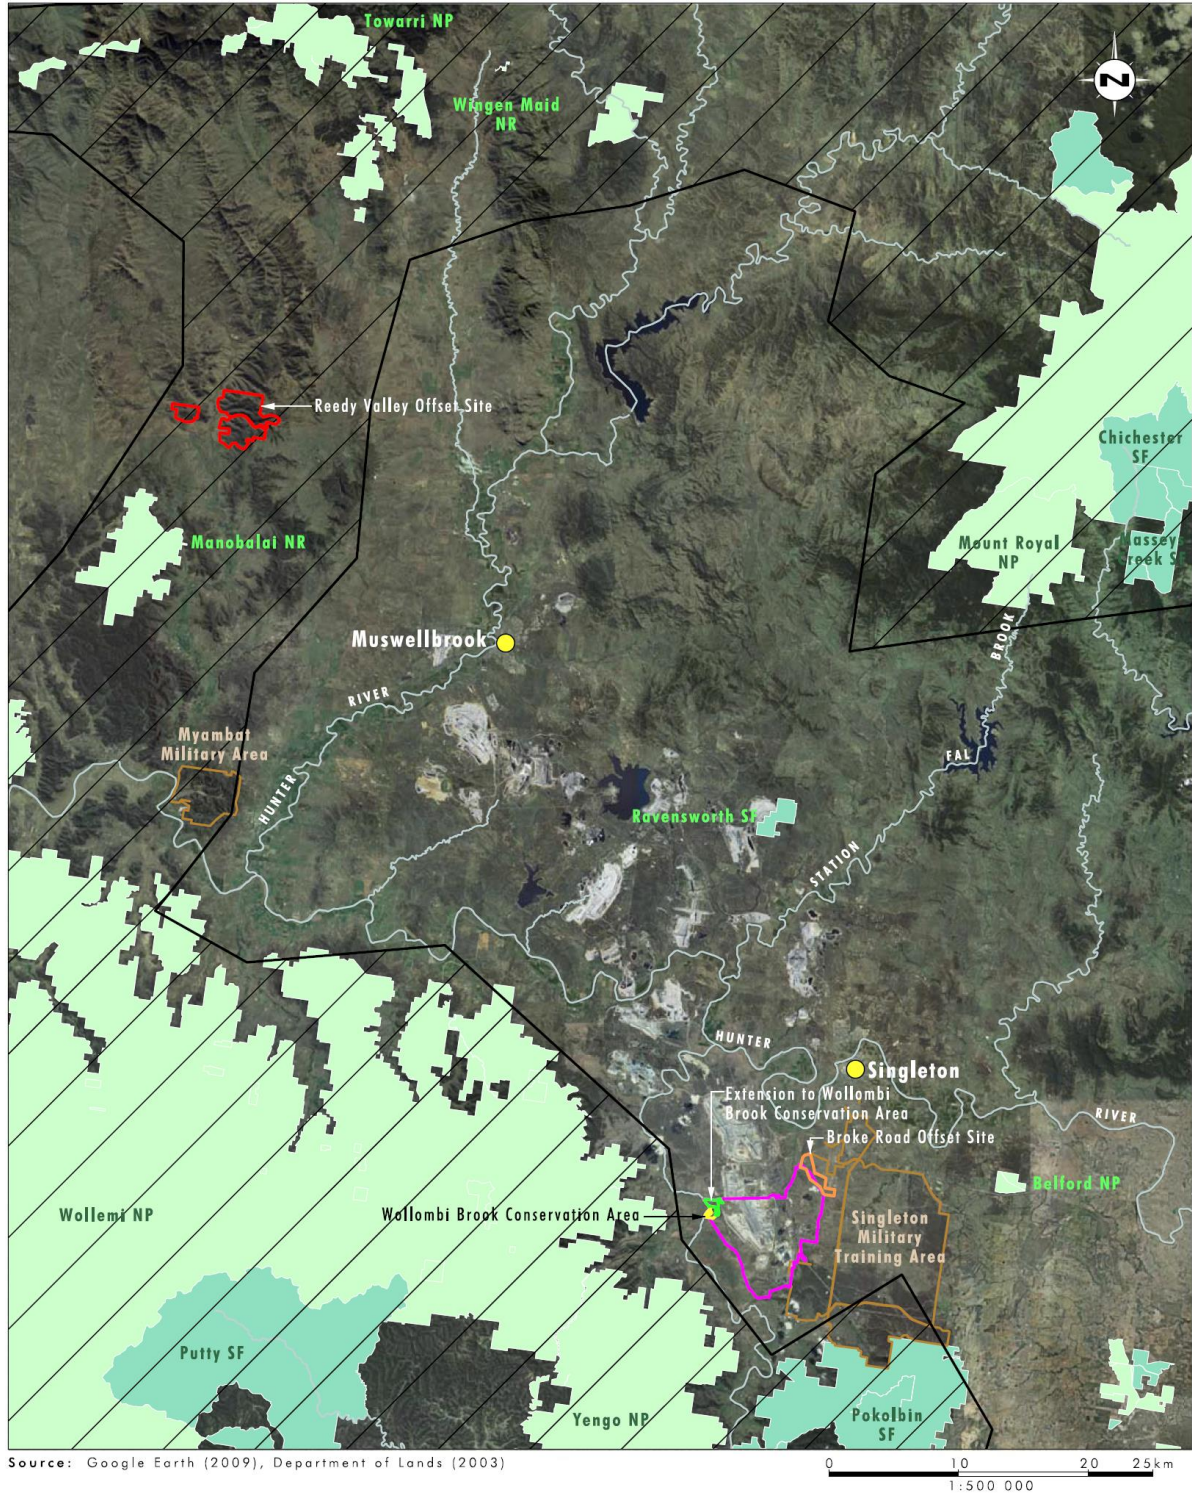 Towarri NP
Wingen Maid
NR
N
Reedy Valley Offset Site
Chichester
SF
Manobalai NR
Mount Royal
NP
Massey
reek S
Muswellbrook
BROOK
RIVER
Myambat
Military Area
FAL
HUNTER
Ravensworth SF
STATION
HUNTER
Singleton
Extension to Wollombi
Brook Conservation Area
RIVER
Broke Road Offset Site
Belford NP
Wollemi NP
Wollombi Brook Conservation Area
Singleton
Military
Training Area
Putty SF
Yengo NP
Pokolbin
SF
Source: Google Earth (2009), Department of Lands (2003)
0 10 20 25km
1:500 000